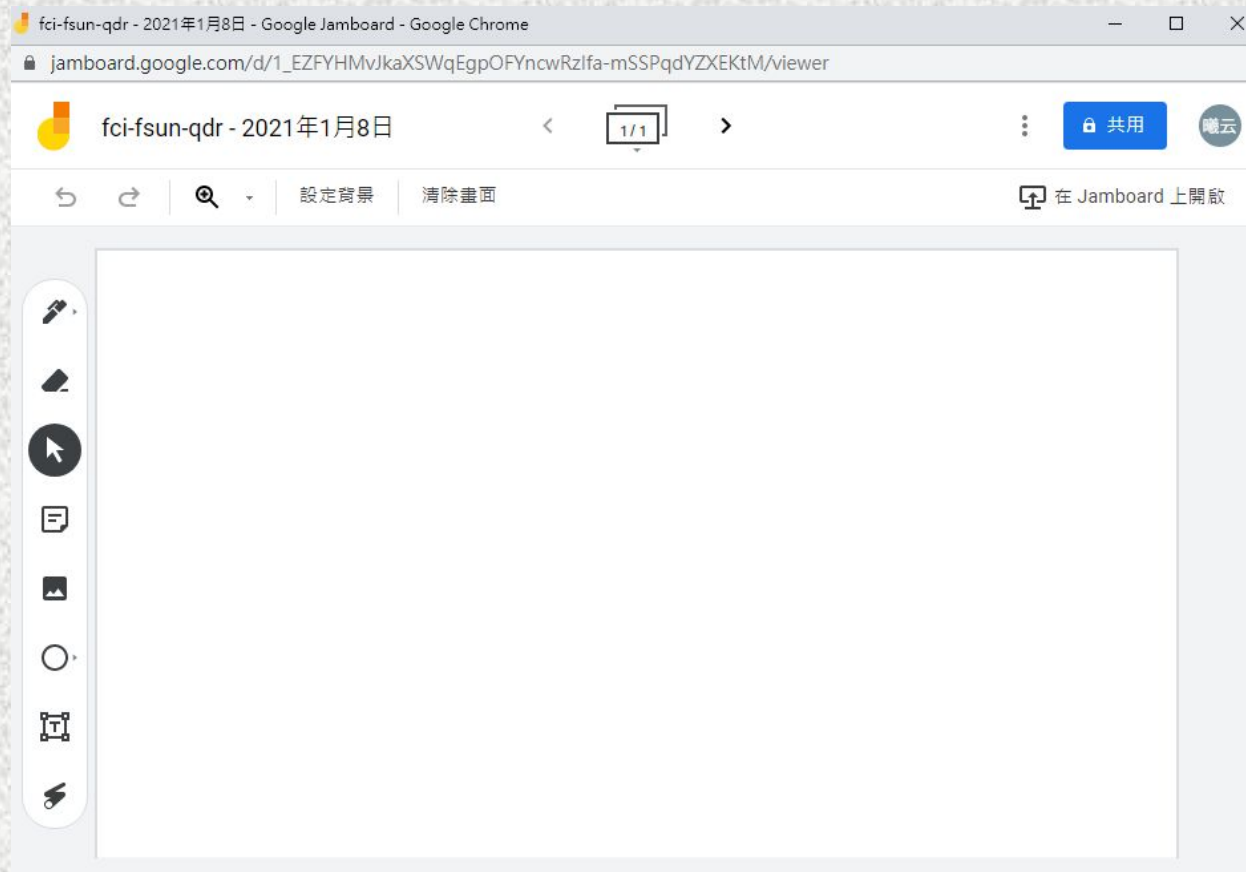 fci-fsun-qdr - 2021年1月8日 - Google Jamboard - Google Chrome
jamboard.google.com/d/1_EZFYHMvJkaXSWqEgpOFYncwRzIfa-mSSPqdYZXEKtM/viewer
fci-fsun-qdr - 2021年1月8日 1/1 共用 曦云
設定背景 清除畫面 在 Jamboard 上開啟